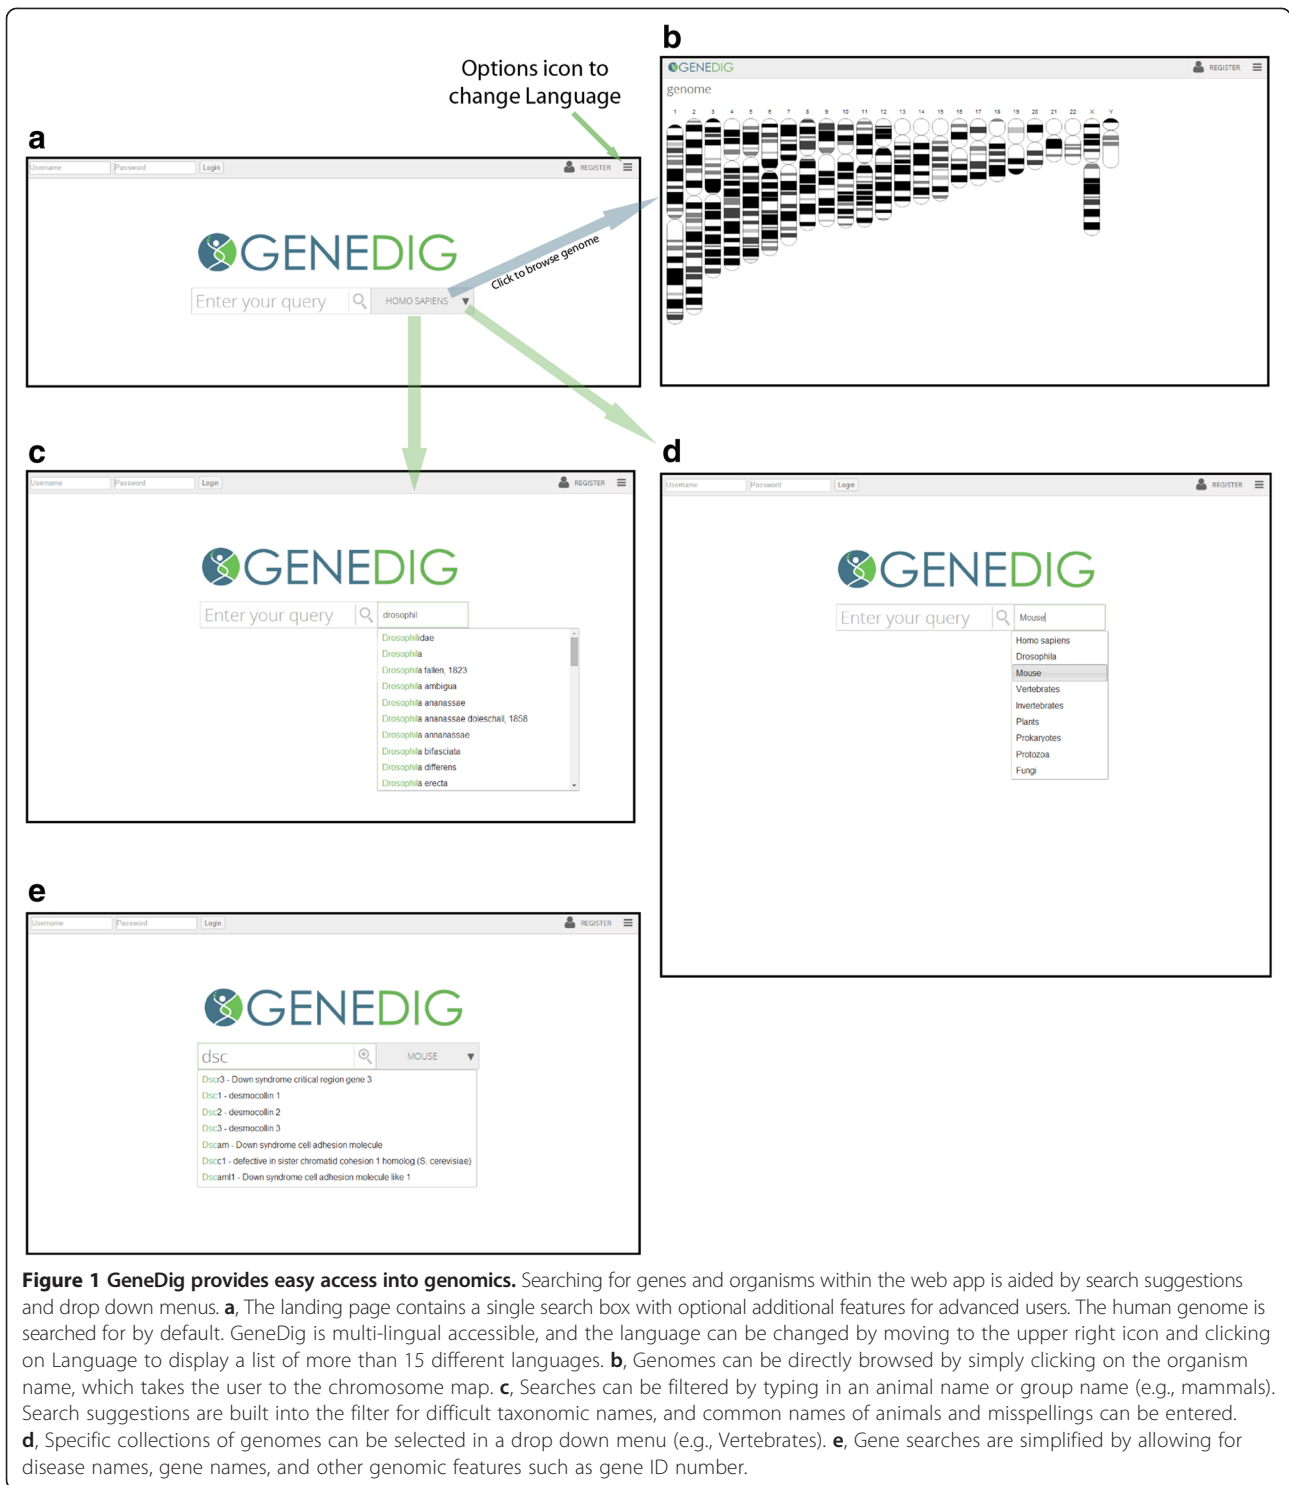 b
Options icon to
change Language
GENEDIG
REGISTER
genome
1 2 3 4 5 6 7 8 9 10 11 12 13 14 15 16 17 18 19 20 21 22 X Y
a
Username Password Login REGISTER
GENEDIG
Click to browse genome
Enter your query HOMO SAPIENS ▼
c
Username Password Login REGISTER
GENEDIG
Enter your query drosophil
Drosophilidae
Drosophila
Drosophila fallen, 1823
Drosophila ambigua
Drosophila ananassae
Drosophila ananassae doleschall, 1858
Drosophila annanassae
Drosophila bifasciata
Drosophila differens
Drosophila erecta
d
Username Password Login REGISTER
GENEDIG
Enter your query Mouse
Homo sapiens
Drosophila
Mouse
Vertebrates
Invertebrates
Plants
Prokaryotes
Protozoa
Fungi
e
Username Password Login REGISTER
GENEDIG
dsc MOUSE ▼
Dscr3 - Down syndrome critical region gene 3
Dsc1 - desmocollin 1
Dsc2 - desmocollin 2
Dsc3 - desmocollin 3
Dscam - Down syndrome cell adhesion molecule
Dscc1 - defective in sister chromatid cohesion 1 homolog (S. cerevisiae)
Dscaml1 - Down syndrome cell adhesion molecule like 1
Figure 1 GeneDig provides easy access into genomics. Searching for genes and organisms within the web app is aided by search suggestions
and drop down menus. a, The landing page contains a single search box with optional additional features for advanced users. The human genome is
searched for by default. GeneDig is multi-lingual accessible, and the language can be changed by moving to the upper right icon and clicking
on Language to display a list of more than 15 different languages. b, Genomes can be directly browsed by simply clicking on the organism
name, which takes the user to the chromosome map. c, Searches can be filtered by typing in an animal name or group name (e.g., mammals).
Search suggestions are built into the filter for difficult taxonomic names, and common names of animals and misspellings can be entered.
d, Specific collections of genomes can be selected in a drop down menu (e.g., Vertebrates). e, Gene searches are simplified by allowing for
disease names, gene names, and other genomic features such as gene ID number.